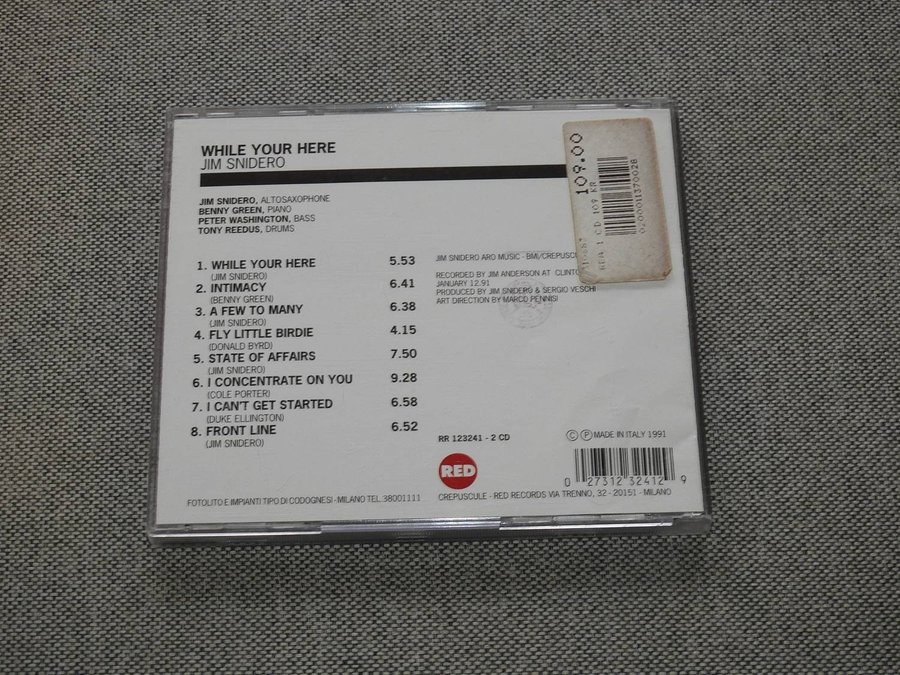 WHILE YOUR HERE
JIM SNIDERO
JIM SNIDERO, ALTOSAXOPHONE
BENNY GREEN, PIANO
PETER WASHINGTON, BASS
TONY REEDUS, DRUMS
1. WHILE YOUR HERE 5.53
(JIM SNIDERO)
2. INTIMACY 6.41
(BENNY GREEN)
3. A FEW TO MANY 6.38
(JIM SNIDERO)
4. FLY LITTLE BIRDIE 4.15
(DONALD BYRD)
5. STATE OF AFFAIRS 7.50
(JIM SNIDERO)
6. I CONCENTRATE ON YOU 9.28
(COLE PORTER)
7. I CAN'T GET STARTED 6.58
(DUKE ELLINGTON)
8. FRONT LINE 6.52
(JIM SNIDERO)
JIM SNIDERO ARO MUSIC - BMI/CREPUSC
RECORDED BY JIM ANDERSON AT CLINTO
JANUARY 12.91
PRODUCED BY JIM SNIDERO & SERGIO VESCHI
ART DIRECTION BY MARCO PENNISI
109.00
1 CD 109 KR
02000011370028
RR 123241 - 2 CD
© ℗ MADE IN ITALY 1991
RED
0 27312 32412 9
FOTOLITO E IMPIANTI TIPO DI CODOGNESI - MILANO TEL. 38001111
CREPUSCULE - RED RECORDS VIA TRENNO, 32 - 20151 - MILANO